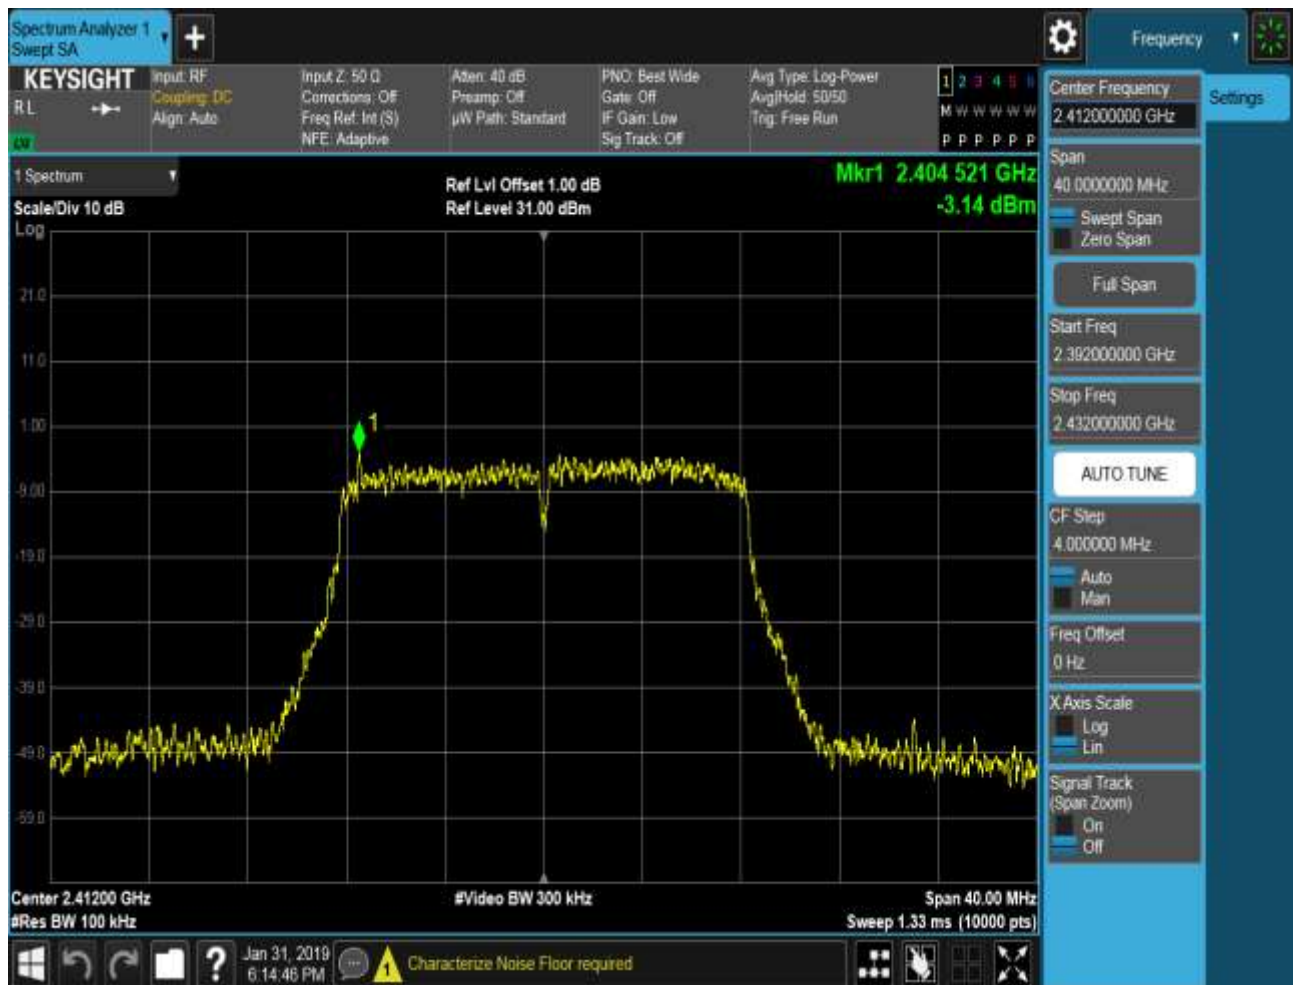 Spectrum Analyzer 1
Swept SA
Frequency
KEYSIGHT
R L
Input: RF
Coupling: DC
Align: Auto
Input Z: 50 Ω
Corrections: Off
Freq Ref: Int (S)
NFE: Adaptive
Atten: 40 dB
Preamp: Off
µW Path: Standard
PNO: Best Wide
Gate: Off
IF Gain: Low
Sig Track: Off
Avg Type: Log-Power
Avg|Hold: 50/50
Trig: Free Run
1 2 3 4 5 6
M W W W W W
P P P P P P
1 Spectrum
Scale/Div 10 dB
Log
Ref Lvl Offset 1.00 dB
Ref Level 31.00 dBm
Mkr1 2.404 521 GHz
-3.14 dBm
21.0
11.0
1.00
-9.00
-19.0
-29.0
-39.0
-49.0
-59.0
1
Center 2.41200 GHz
#Res BW 100 kHz
#Video BW 300 kHz
Span 40.00 MHz
Sweep 1.33 ms (10000 pts)
Center Frequency
2.412000000 GHz
Settings
Span
40.0000000 MHz
Swept Span
Zero Span
Full Span
Start Freq
2.392000000 GHz
Stop Freq
2.432000000 GHz
AUTO TUNE
CF Step
4.000000 MHz
Auto
Man
Freq Offset
0 Hz
X Axis Scale
Log
Lin
Signal Track
(Span Zoom)
On
Off
?
Jan 31, 2019
6:14:46 PM
1
Characterize Noise Floor required